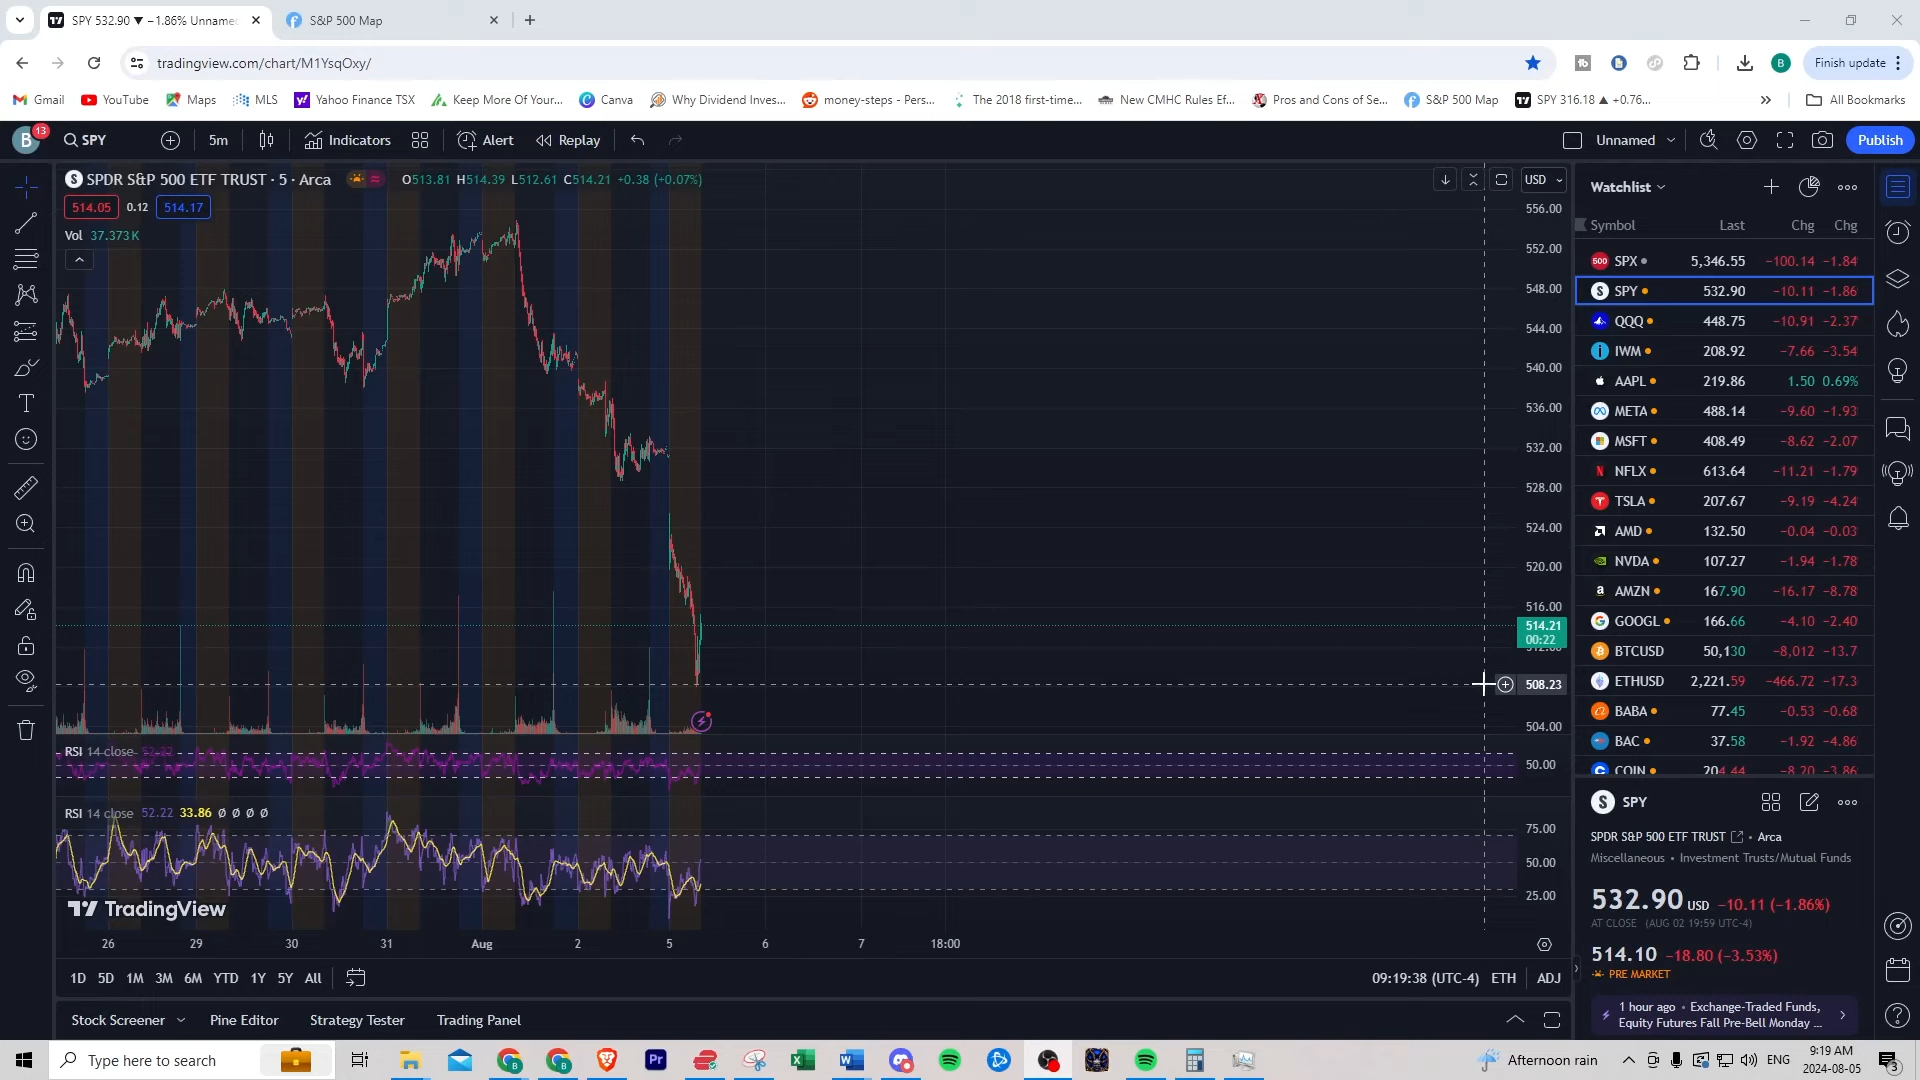 SPY 532.90 ▼ −1.86% Unname
S&P 500 Map
tradingview.com/chart/M1YsqOxy/
B
Finish update
Gmail
YouTube
Maps
MLS
Yahoo Finance TSX
Keep More Of Your...
Canva
Why Dividend Inves...
money-steps - Pers...
The 2018 first-time...
New CMHC Rules Ef...
Pros and Cons of Se...
S&P 500 Map
SPY 316.18 ▲ +0.76...
All Bookmarks
B 13 SPY 5m Indicators Alert Replay Unnamed Publish
SPDR S&P 500 ETF TRUST · 5 · Arca O513.81 H514.39 L512.61 C514.21 +0.38 (+0.07%)
514.05 0.12 514.17
Vol 37.373K
USD
556.00
552.00
548.00
544.00
540.00
536.00
532.00
528.00
524.00
520.00
516.00
514.21
00:22
512.00
508.23
504.00
RSI 14 close 52.22
50.00
RSI 14 close 52.22 33.86 Ø Ø Ø Ø
75.00
50.00
25.00
TradingView
26 29 30 31 Aug 2 5 6 7 18:00
1D 5D 1M 3M 6M YTD 1Y 5Y All
09:19:38 (UTC-4) ETH ADJ
Stock Screener Pine Editor Strategy Tester Trading Panel
Watchlist
Symbol Last Chg Chg
500 SPX 5,346.55 −100.14 −1.84
SPY 532.90 −10.11 −1.86
QQQ 448.75 −10.91 −2.37
IWM 208.92 −7.66 −3.54
AAPL 219.86 1.50 0.69%
META 488.14 −9.60 −1.93
MSFT 408.49 −8.62 −2.07
NFLX 613.64 −11.21 −1.79
TSLA 207.67 −9.19 −4.24
AMD 132.50 −0.04 −0.03
NVDA 107.27 −1.94 −1.78
AMZN 167.90 −16.17 −8.78
GOOGL 166.66 −4.10 −2.40
BTCUSD 50,130 −8,012 −13.7
ETHUSD 2,221.59 −466.72 −17.3
BABA 77.45 −0.53 −0.68
BAC 37.58 −1.92 −4.86
COIN 204.44 −8.20 −3.86
SPY
SPDR S&P 500 ETF TRUST • Arca
Miscellaneous • Investment Trusts/Mutual Funds
532.90 USD −10.11 (−1.86%)
AT CLOSE (AUG 02 19:59 UTC-4)
514.10 −18.80 (−3.53%)
PRE MARKET
1 hour ago • Exchange-Traded Funds,
Equity Futures Fall Pre-Bell Monday ...
Type here to search
Afternoon rain
ENG
9:19 AM
2024-08-05
3